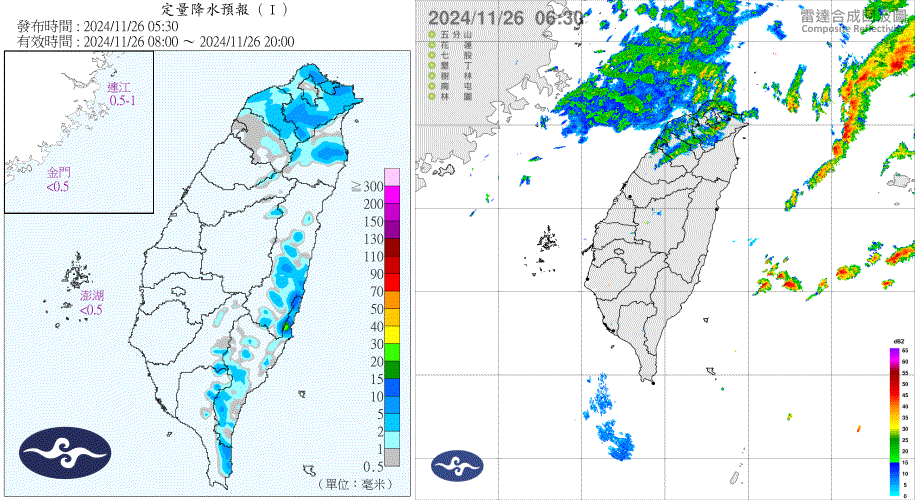 定量降水預報 ( I )
發布時間 : 2024/11/26 05:30
有效時間 : 2024/11/26 08:00 ～ 2024/11/26 20:00
連江
0.5-1
金門
<0.5
澎湖
<0.5
≥
300
200
150
130
110
90
70
50
40
30
20
15
10
5
2
1
0.5
(單位：毫米)
2024/11/26 06:30
雷達合成回波圖
Composite Reflectivity
五分山
花蓮
七股
墾丁
樹林
南屯
林園
dBZ
65
60
55
50
45
40
35
30
25
20
15
10
5
0